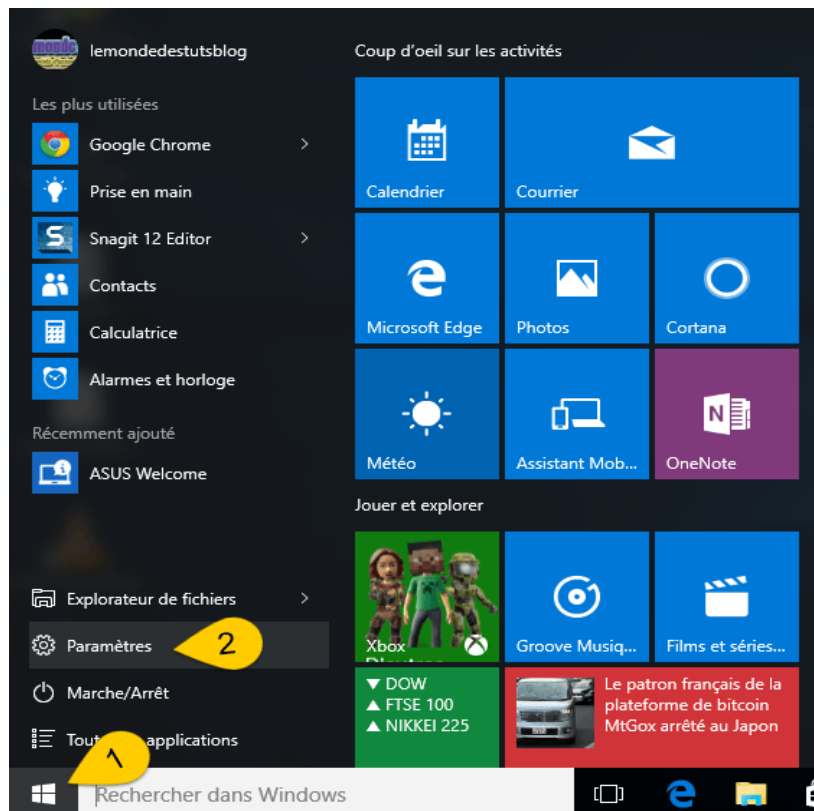 monde
lemondedestutsblog
Les plus utilisées
Google Chrome
Prise en main
Snagit 12 Editor
Contacts
Calculatrice
Alarmes et horloge
Récemment ajouté
ASUS Welcome
Explorateur de fichiers
Paramètres
2
Marche/Arrêt
applications
1
Rechercher dans Windows
Coup d'oeil sur les activités
Calendrier
Courrier
Microsoft Edge
Photos
Cortana
Météo
Assistant Mob...
N
OneNote
Jouer et explorer
Xbox
Groove Musiq...
Films et séries...
▼ DOW
▲ FTSE 100
▲ NIKKEI 225
Le patron français de la
plateforme de bitcoin
MtGox arrêté au Japon